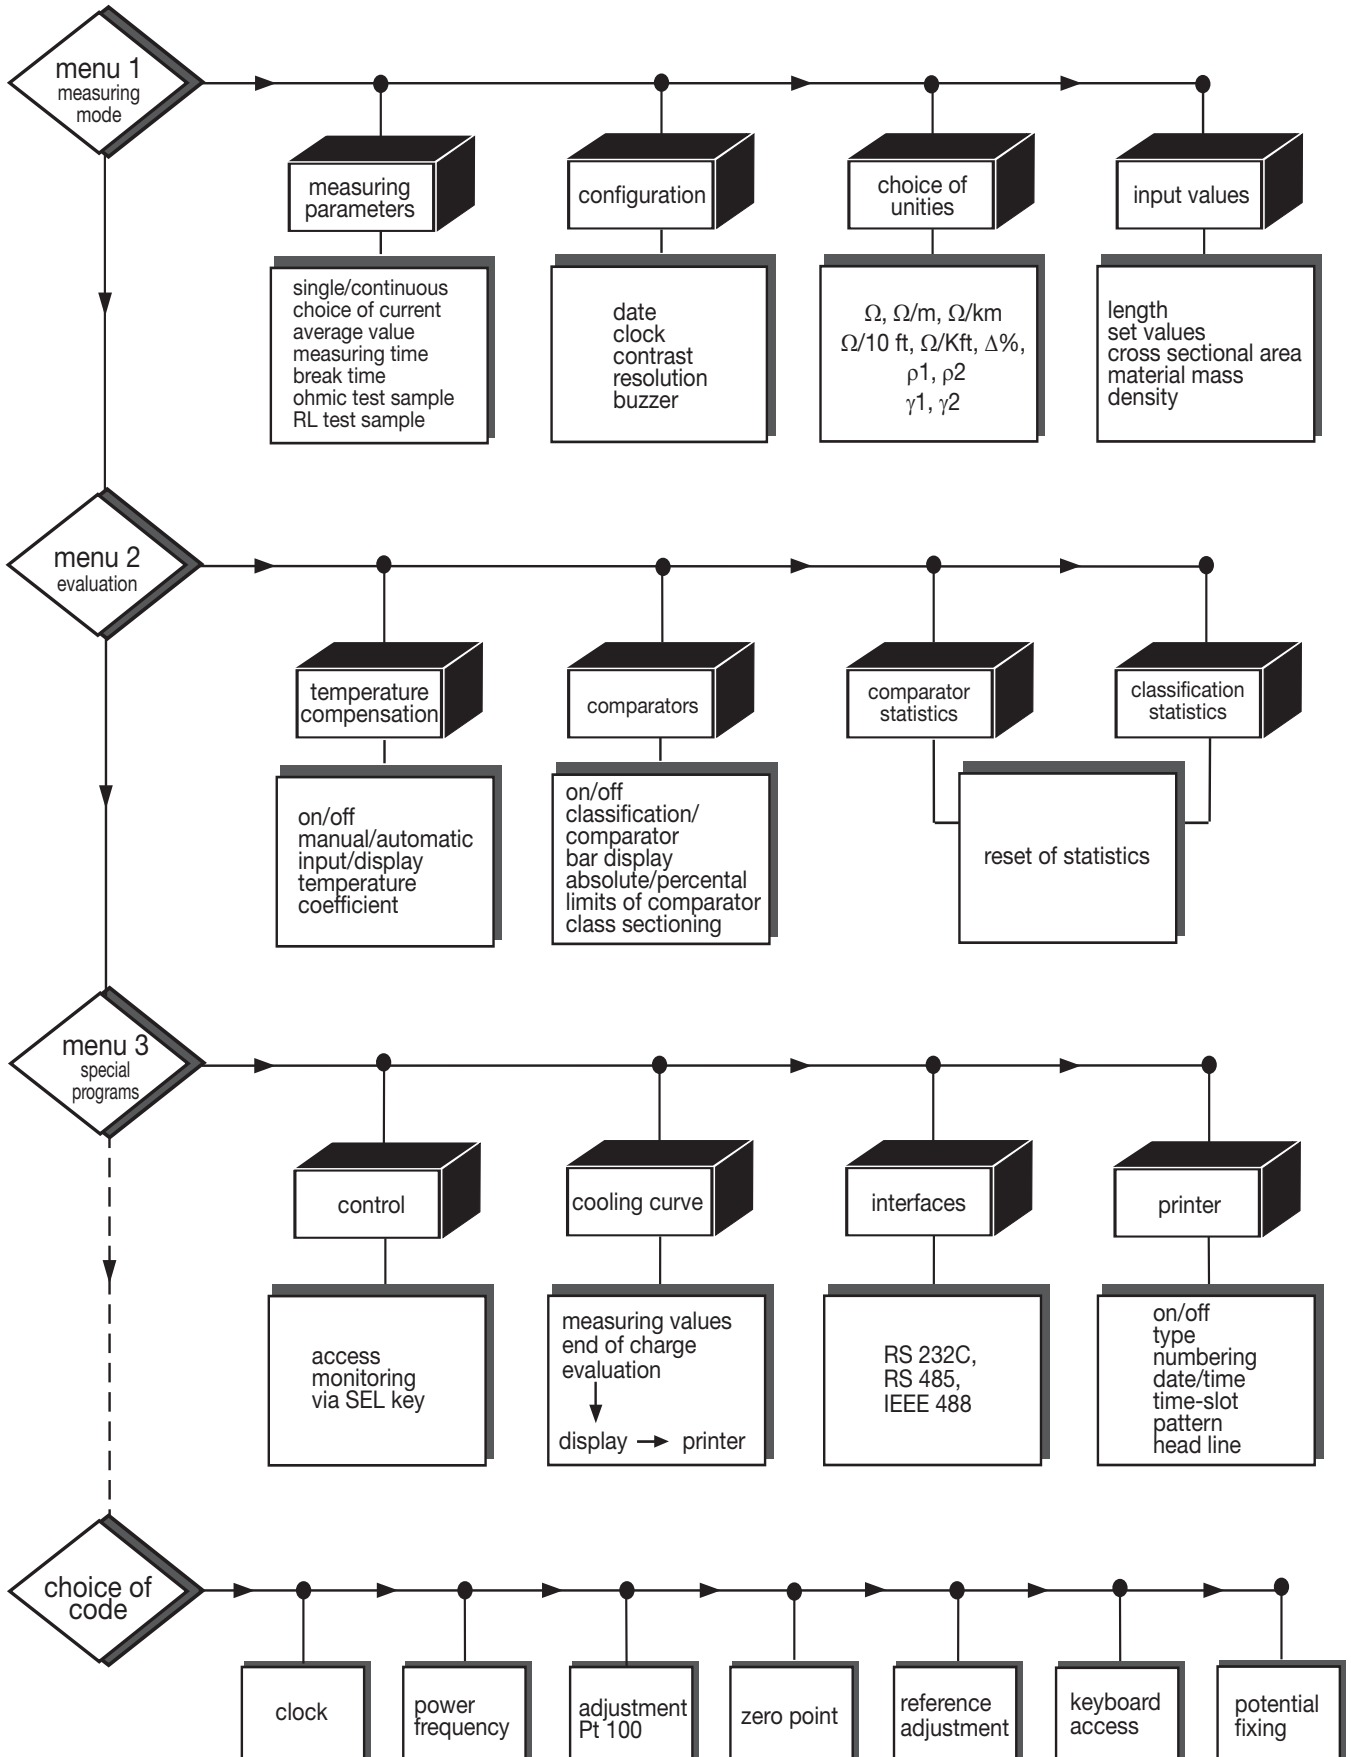 menu 1
measuring
mode
measuring
parameters
configuration
choice of
unities
input values
single/continuous
choice of current
average value
measuring time
break time
ohmic test sample
RL test sample
date
clock
contrast
resolution
buzzer
Ω, Ω/m, Ω/km
Ω/10 ft, Ω/Kft, Δ%,
ρ1, ρ2
γ1, γ2
length
set values
cross sectional area
material mass
density
menu 2
evaluation
temperature
compensation
comparators
comparator
statistics
classification
statistics
on/off
manual/automatic
input/display
temperature
coefficient
on/off
classification/
comparator
bar display
absolute/percental
limits of comparator
class sectioning
reset of statistics
menu 3
special
programs
control
cooling curve
interfaces
printer
access
monitoring
via SEL key
measuring values
end of charge
evaluation
display → printer
RS 232C,
RS 485,
IEEE 488
on/off
type
numbering
date/time
time-slot
pattern
head line
choice of
code
clock
power
frequency
adjustment
Pt 100
zero point
reference
adjustment
keyboard
access
potential
fixing